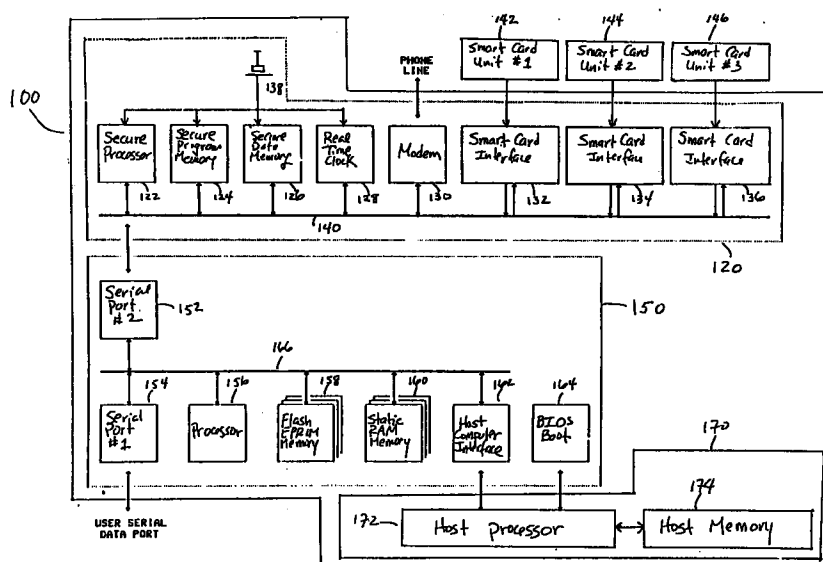 142
144
146
Smart Card
Unit #1
Smart Card
Unit #2
Smart Card
Unit #3
PHONE
LINE
138
100
Secure
Processor
Secure
Program
Memory
Secure
Data
Memory
Real
Time
Clock
Modem
Smart Card
Interface
Smart Card
Interface
Smart Card
Interface
122
124
126
128
130
132
134
136
140
120
Serial
Port
#2
152
150
166
154
156
158
160
162
164
Serial
Port
#1
Processor
Flash
EPROM
Memory
Static
RAM
Memory
Host
Computer
Interface
BIOS
Boot
170
174
USER SERIAL
DATA PORT
172
Host Processor
Host Memory